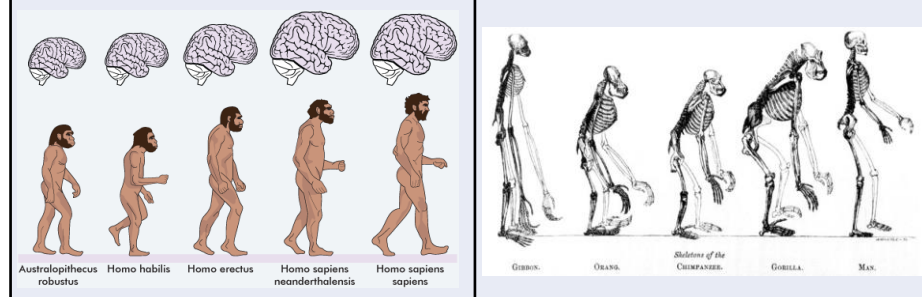 Australopithecus
robustus
Homo habilis
Homo erectus
Homo sapiens
neanderthalensis
Homo sapiens
sapiens
Skeletons of the
GIBBON.
ORANG.
CHIMPANZEE.
GORILLA.
MAN.